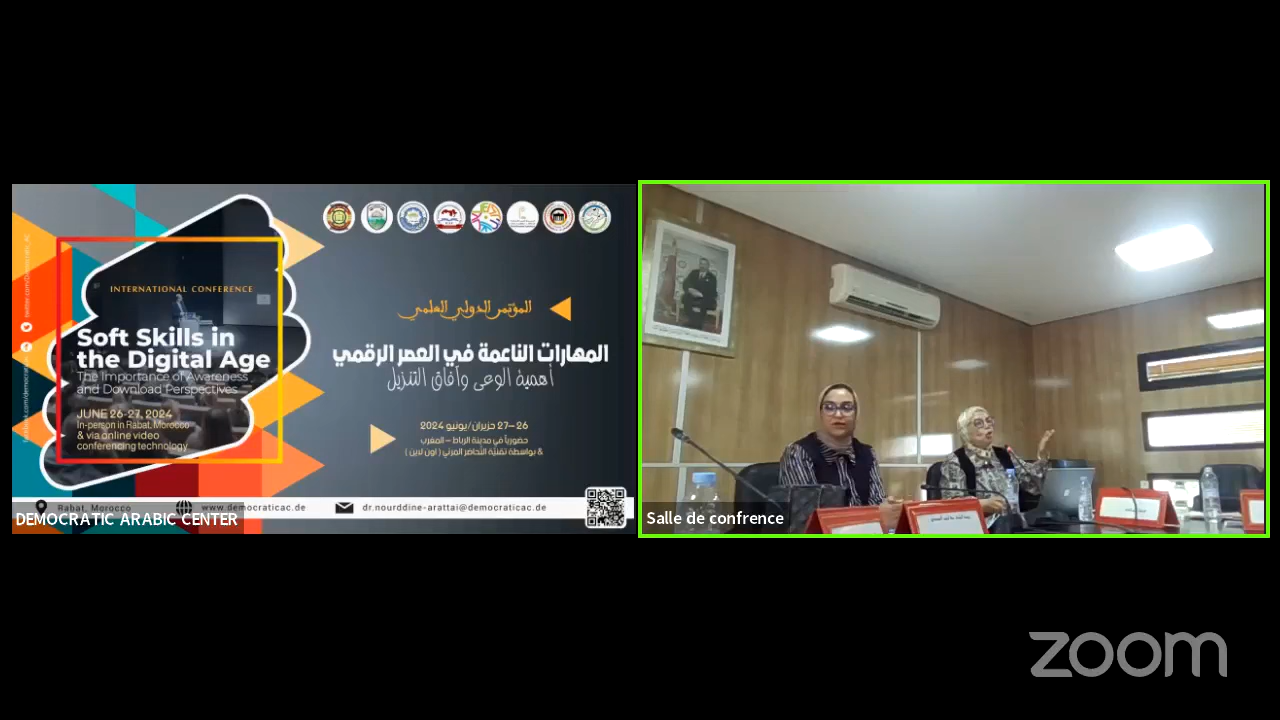 INTERNATIONAL CONFERENCE
Soft Skills in
the Digital Age
The Importance of Awareness
and Download Perspectives
JUNE 26-27, 2024
In-person in Rabat, Morocco
& via online video
conferencing technology
المؤتمر الدولي العلمي
المهارات الناعمة في العصر الرقمي
أهمية الوعي وآفاق التنزيل
26–27 حزيران/يونيو 2024
حضورياً في مدينة الرباط – المغرب
& بواسطة تقنيّة التّحاضر المرئي ( اون لاين )
Rabat, Morocco
www.democraticac.de
dr.nourddine-arattai@democraticac.de
DEMOCRATIC ARABIC CENTER
Salle de confrence
zoom